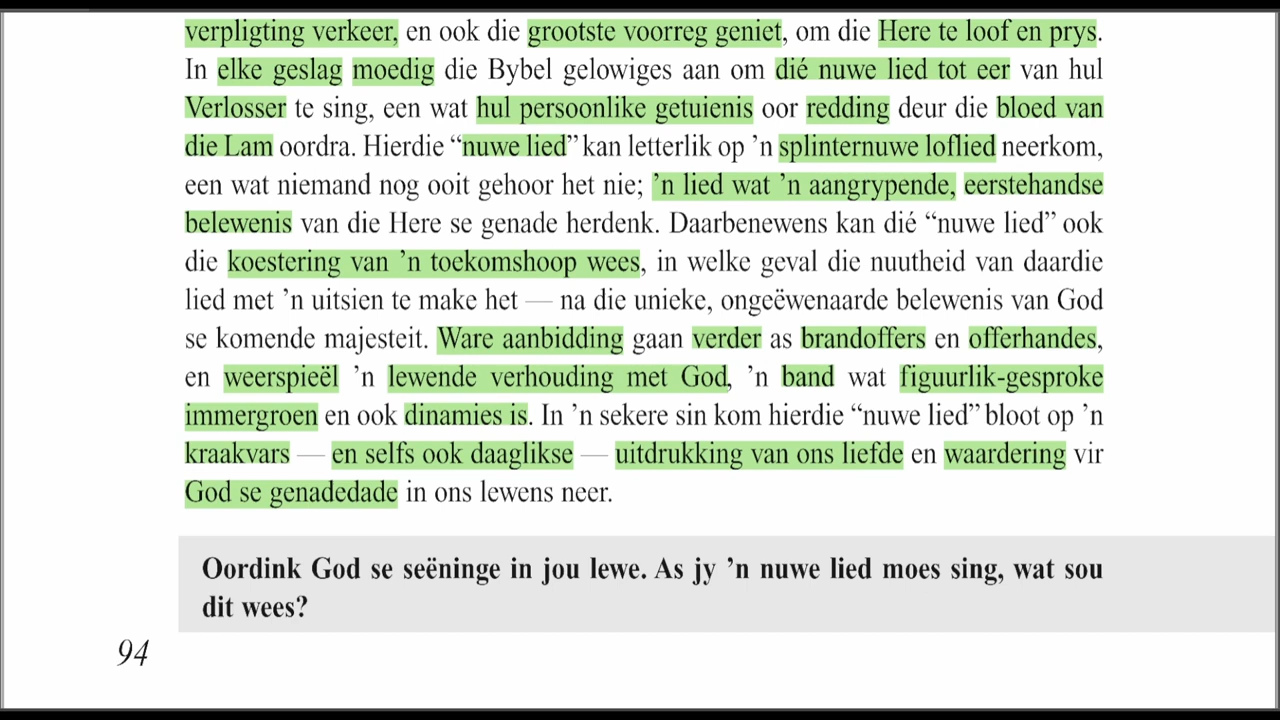 verpligting verkeer, en ook die grootste voorreg geniet, om die Here te loof en prys.
In elke geslag moedig die Bybel gelowiges aan om dié nuwe lied tot eer van hul
Verlosser te sing, een wat hul persoonlike getuienis oor redding deur die bloed van
die Lam oordra. Hierdie “nuwe lied” kan letterlik op ’n splinternuwe loflied neerkom,
een wat niemand nog ooit gehoor het nie; ’n lied wat ’n aangrypende, eerstehandse
belewenis van die Here se genade herdenk. Daarbenewens kan dié “nuwe lied” ook
die koestering van ’n toekomshoop wees, in welke geval die nuutheid van daardie
lied met ’n uitsien te make het — na die unieke, ongeëwenaarde belewenis van God
se komende majesteit. Ware aanbidding gaan verder as brandoffers en offerhandes,
en weerspieël ’n lewende verhouding met God, ’n band wat figuurlik-gesproke
immergroen en ook dinamies is. In ’n sekere sin kom hierdie “nuwe lied” bloot op ’n
kraakvars — en selfs ook daaglikse — uitdrukking van ons liefde en waardering vir
God se genadedade in ons lewens neer.
Oordink God se seëninge in jou lewe. As jy ’n nuwe lied moes sing, wat sou
dit wees?
94